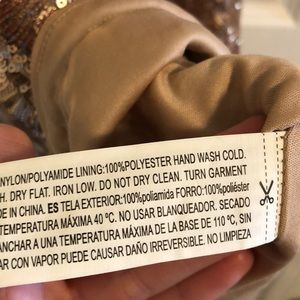 NYLON/POLYAMIDE LINING:100%POLYESTER HAND WASH COLD.
H. DRY FLAT. IRON LOW. DO NOT DRY CLEAN. TURN GARMENT
DE IN CHINA. ES TELA EXTERIOR:100%poliamida FORRO:100%poliéster
MÁXIMA 40 ºC. NO USAR BLANQUEADOR. SECADO
ANCHAR A UNA TEMPERATURA MÁXIMA DE LA BASE DE 110 ºC, SIN
AR CON VAPOR PUEDE CAUSAR DAÑO IRREVERSIBLE. NO LIMPIEZA